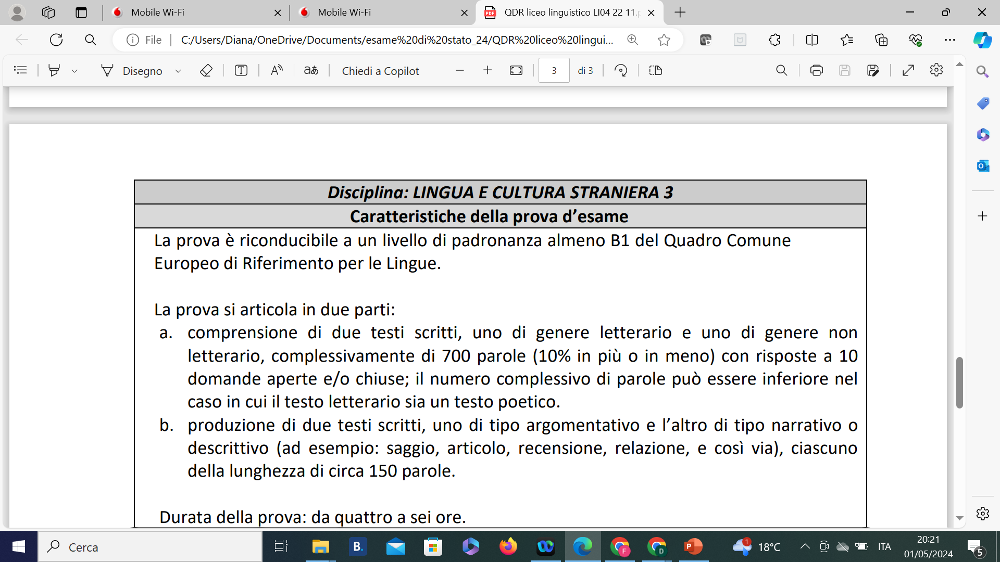 Mobile Wi-Fi
Mobile Wi-Fi
QDR liceo linguistico LI04 22 11.p
File
C:/Users/Diana/OneDrive/Documents/esame%20di%20stato_24/QDR%20liceo%20lingui...
Disegno
aあ
Chiedi a Copilot
3
di 3
Disciplina: LINGUA E CULTURA STRANIERA 3
Caratteristiche della prova d’esame
La prova è riconducibile a un livello di padronanza almeno B1 del Quadro Comune
Europeo di Riferimento per le Lingue.
La prova si articola in due parti:
a. comprensione di due testi scritti, uno di genere letterario e uno di genere non
letterario, complessivamente di 700 parole (10% in più o in meno) con risposte a 10
domande aperte e/o chiuse; il numero complessivo di parole può essere inferiore nel
caso in cui il testo letterario sia un testo poetico.
b. produzione di due testi scritti, uno di tipo argomentativo e l’altro di tipo narrativo o
descrittivo (ad esempio: saggio, articolo, recensione, relazione, e così via), ciascuno
della lunghezza di circa 150 parole.
Durata della prova: da quattro a sei ore.
Cerca
B.
F
D
P
1
18°C
ITA
20:21
01/05/2024
5